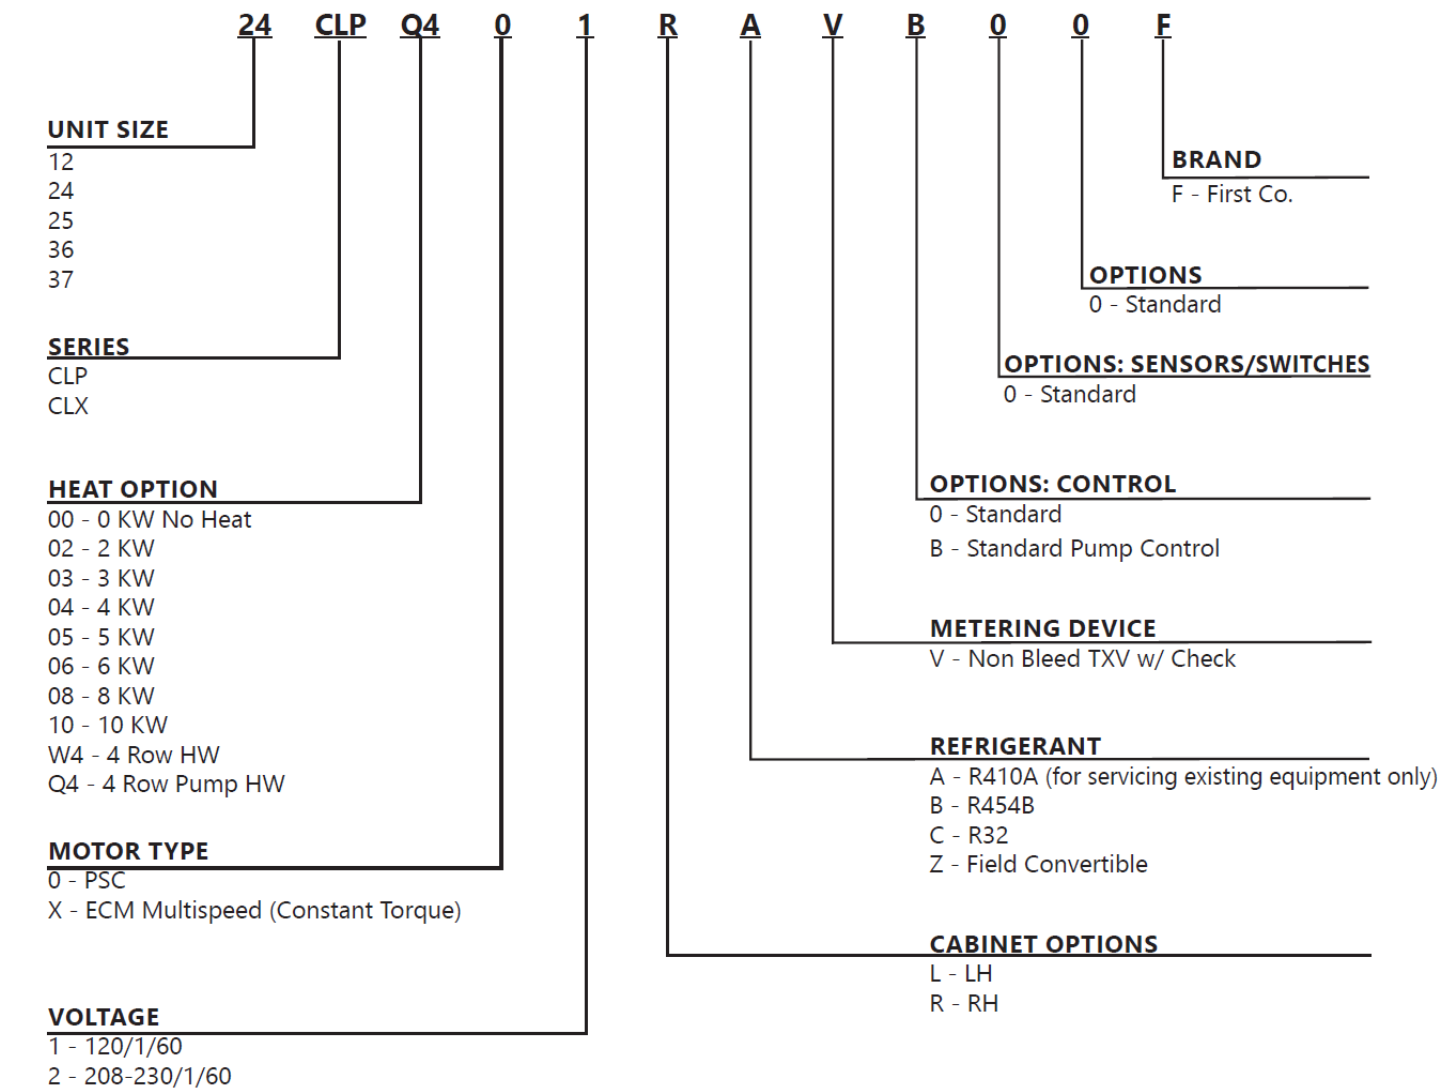 24 CLP Q4 0 1 R A V B 0 0 F
UNIT SIZE
12
24
25
36
37
SERIES
CLP
CLX
HEAT OPTION
00 - 0 KW No Heat
02 - 2 KW
03 - 3 KW
04 - 4 KW
05 - 5 KW
06 - 6 KW
08 - 8 KW
10 - 10 KW
W4 - 4 Row HW
Q4 - 4 Row Pump HW
MOTOR TYPE
0 - PSC
X - ECM Multispeed (Constant Torque)
VOLTAGE
1 - 120/1/60
2 - 208-230/1/60
BRAND
F - First Co.
OPTIONS
0 - Standard
OPTIONS: SENSORS/SWITCHES
0 - Standard
OPTIONS: CONTROL
0 - Standard
B - Standard Pump Control
METERING DEVICE
V - Non Bleed TXV w/ Check
REFRIGERANT
A - R410A (for servicing existing equipment only)
B - R454B
C - R32
Z - Field Convertible
CABINET OPTIONS
L - LH
R - RH